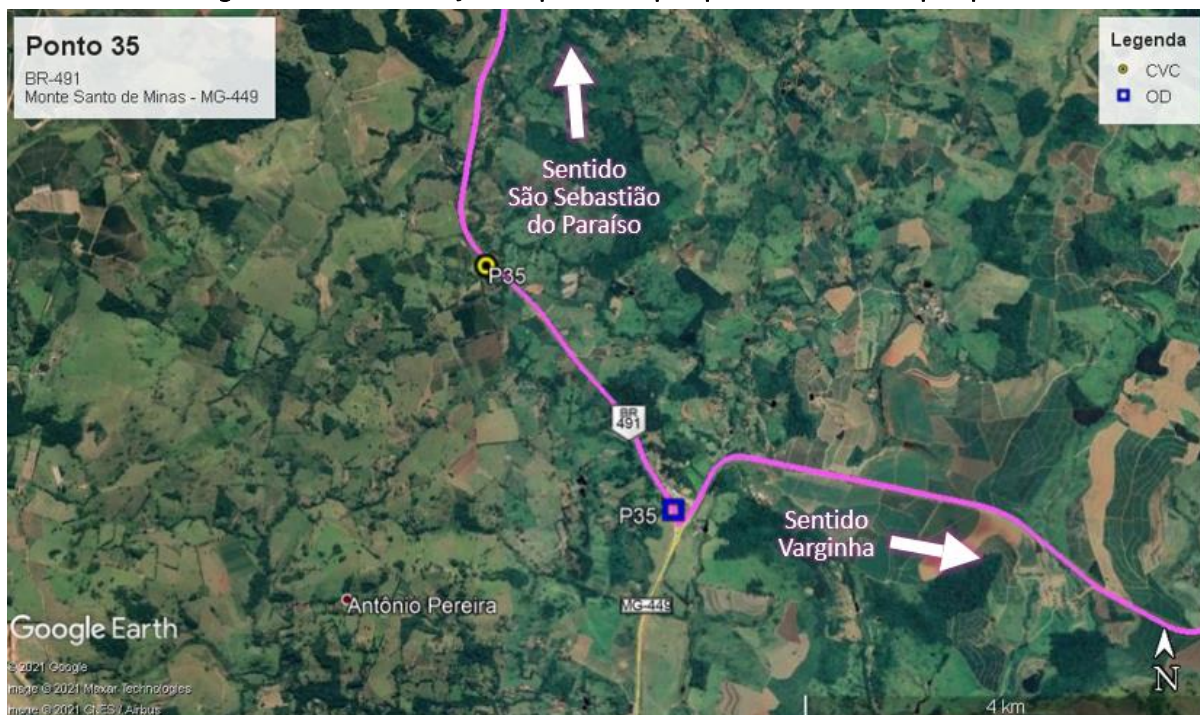 Ponto 35
BR-491
Monte Santo de Minas - MG-449
Legenda
CVC
OD
Sentido
São Sebastião
do Paraíso
P35
BR
491
P35
Sentido
Varginha
MG-449
Antônio Pereira
Google Earth
© 2021 Google
Image © 2021 Maxar Technologies
Image © 2021 CNES / Airbus
4 km
N